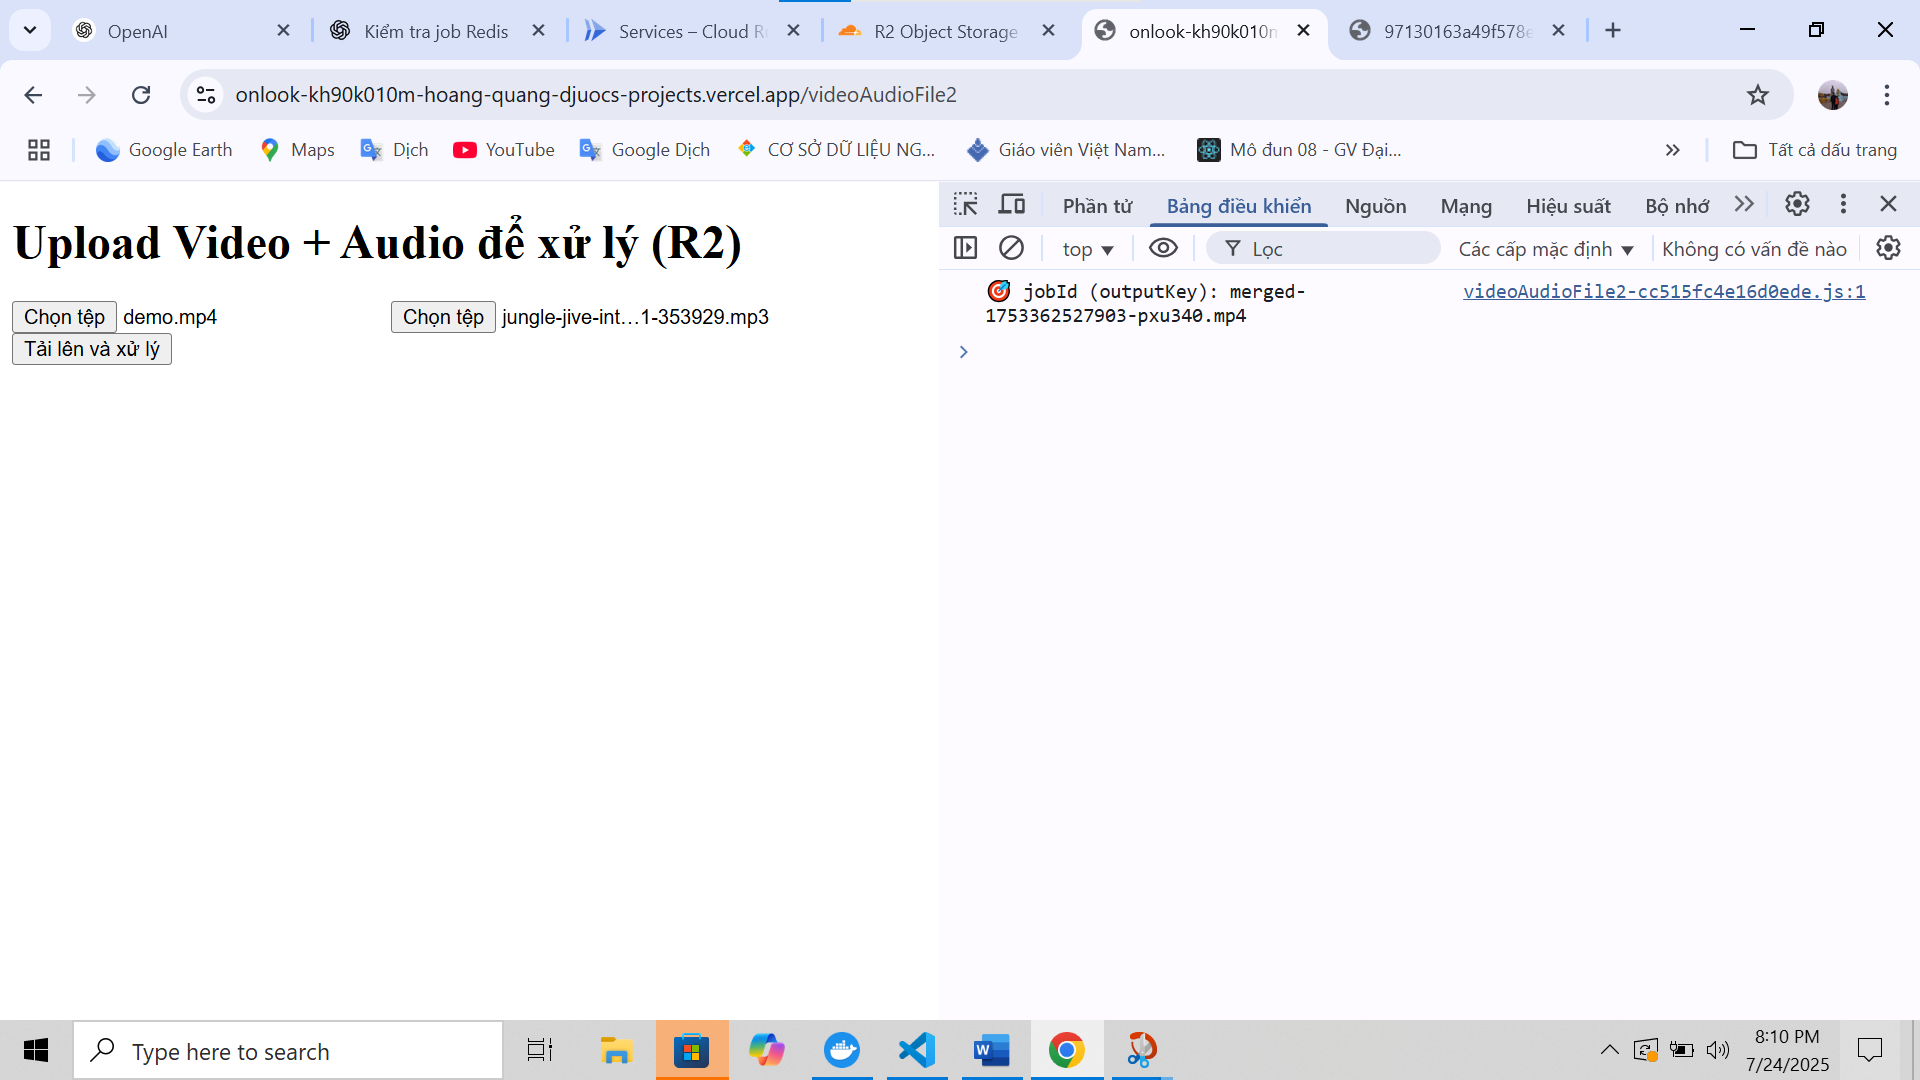 OpenAI
Kiểm tra job Redis
Services – Cloud R
R2 Object Storage
onlook-kh90k010m
97130163a49f578e
onlook-kh90k010m-hoang-quang-djuocs-projects.vercel.app/videoAudioFile2
Google Earth
Maps
Dịch
YouTube
Google Dịch
CƠ SỞ DỮ LIỆU NG...
Giáo viên Việt Nam...
Mô đun 08 - GV Đại...
Tất cả dấu trang
Upload Video + Audio để xử lý (R2)
Chọn tệp demo.mp4
Chọn tệp jungle-jive-int…1-353929.mp3
Tải lên và xử lý
Phần tử
Bảng điều khiển
Nguồn
Mạng
Hiệu suất
Bộ nhớ
top
Lọc
Các cấp mặc định
Không có vấn đề nào
🎯 jobId (outputKey): merged-
1753362527903-pxu340.mp4
videoAudioFile2-cc515fc4e16d0ede.js:1
Type here to search
8:10 PM
7/24/2025